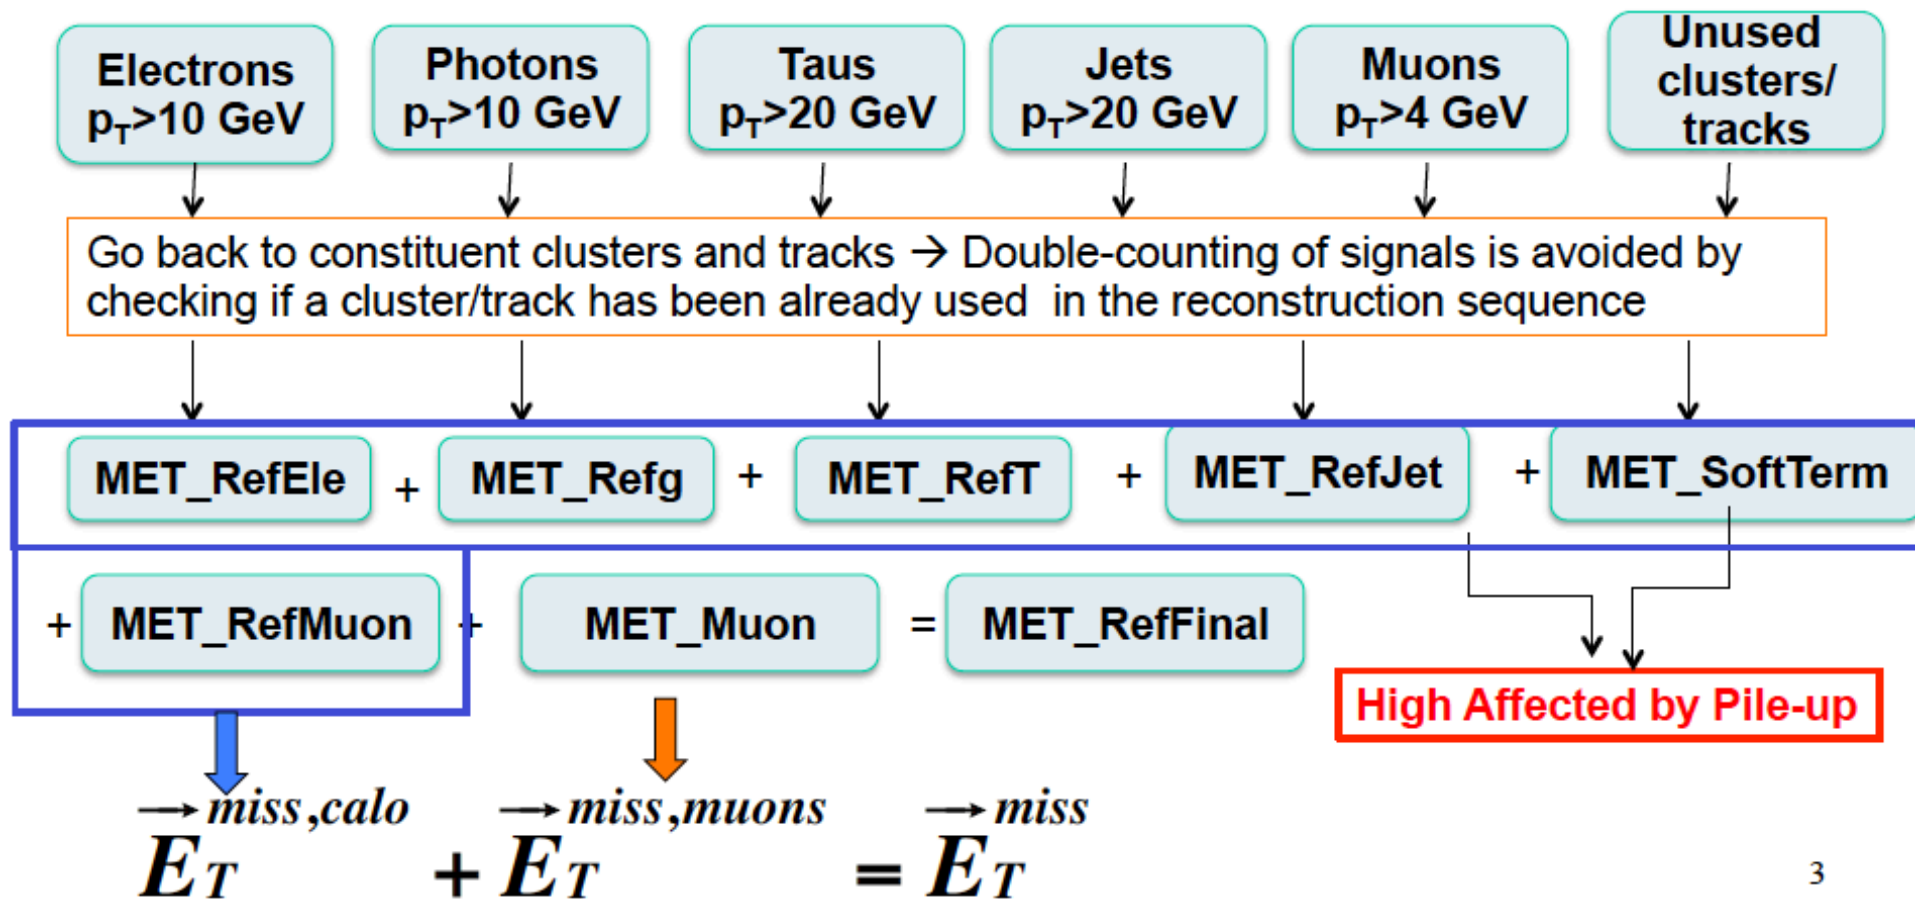 Electrons
pT>10 GeV
Photons
pT>10 GeV
Taus
pT>20 GeV
Jets
pT>20 GeV
Muons
pT>4 GeV
Unused
clusters/
tracks
Go back to constituent clusters and tracks → Double-counting of signals is avoided by
checking if a cluster/track has been already used in the reconstruction sequence
MET_RefEle + MET_Refg + MET_RefT + MET_RefJet + MET_SoftTerm
+ MET_RefMuon + MET_Muon = MET_RefFinal
High Affected by Pile-up
E⃗T miss,calo + E⃗T miss,muons = E⃗T miss
3